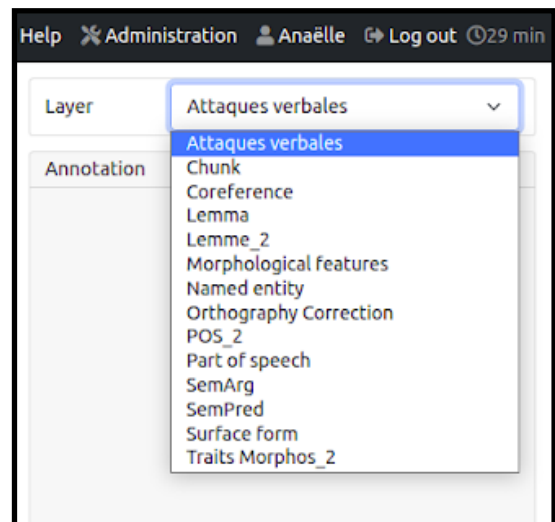 Help Administration Anaëlle Log out 29 min
Layer Attaques verbales
Attaques verbales
Annotation Chunk
Coreference
Lemma
Lemme_2
Morphological features
Named entity
Orthography Correction
POS_2
Part of speech
SemArg
SemPred
Surface form
Traits Morphos_2